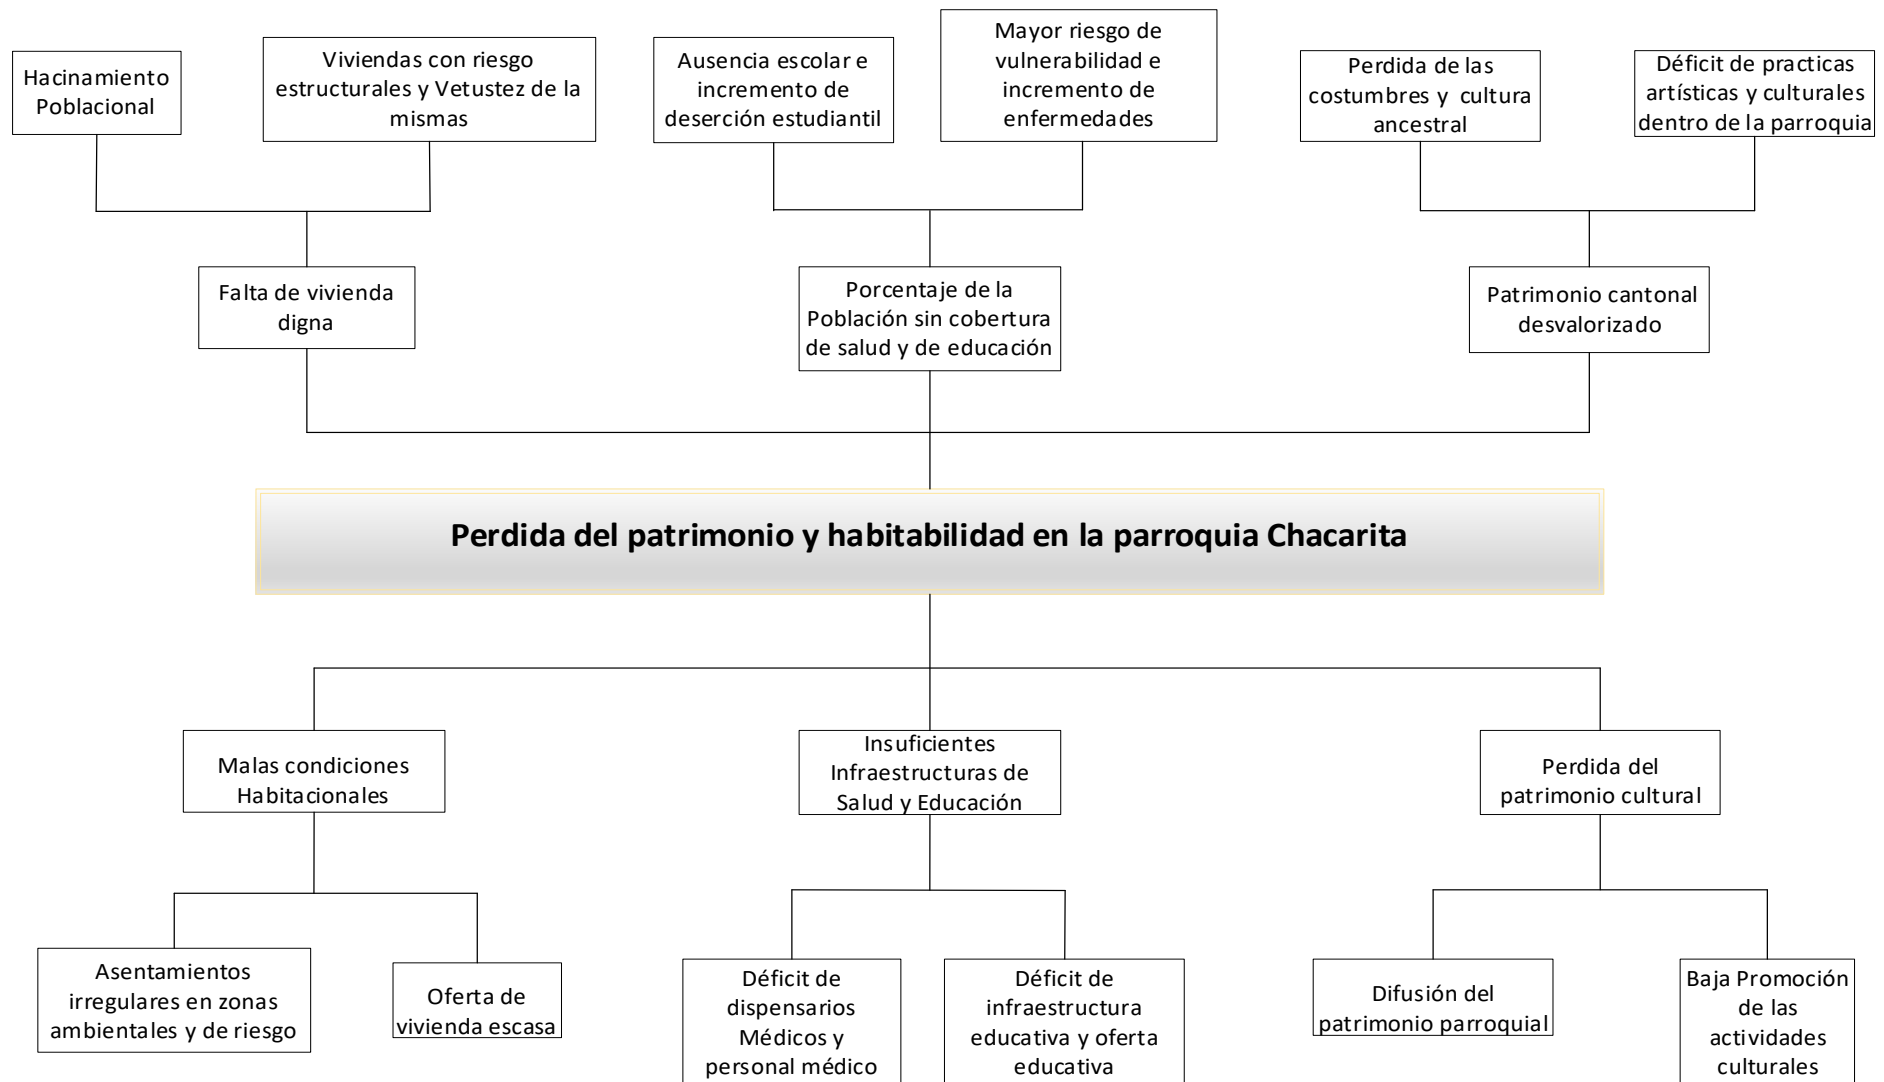 Hacinamiento
Poblacional
Viviendas con riesgo
estructurales y Vetustez de la
mismas
Ausencia escolar e
incremento de
deserción estudiantil
Mayor riesgo de
vulnerabilidad e
incremento de
enfermedades
Perdida de las
costumbres y cultura
ancestral
Déficit de practicas
artísticas y culturales
dentro de la parroquia
Falta de vivienda
digna
Porcentaje de la
Población sin cobertura
de salud y de educación
Patrimonio cantonal
desvalorizado
Perdida del patrimonio y habitabilidad en la parroquia Chacarita
Malas condiciones
Habitacionales
Insuficientes
Infraestructuras de
Salud y Educación
Perdida del
patrimonio cultural
Asentamientos
irregulares en zonas
ambientales y de riesgo
Oferta de
vivienda escasa
Déficit de
dispensarios
Médicos y
personal médico
Déficit de
infraestructura
educativa y oferta
educativa
Difusión del
patrimonio parroquial
Baja Promoción
de las
actividades
culturales